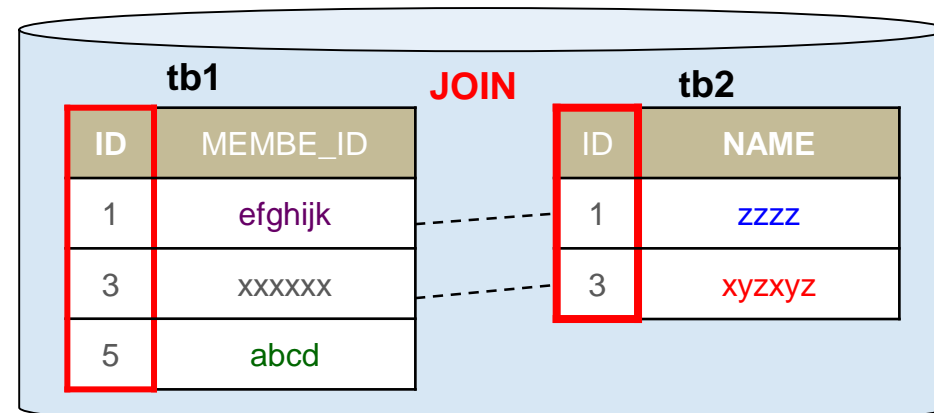 tb1 JOIN tb2
ID MEMBE_ID ID NAME
1 efghijk 1 zzzz
3 xxxxxx 3 xyzxyz
5 abcd